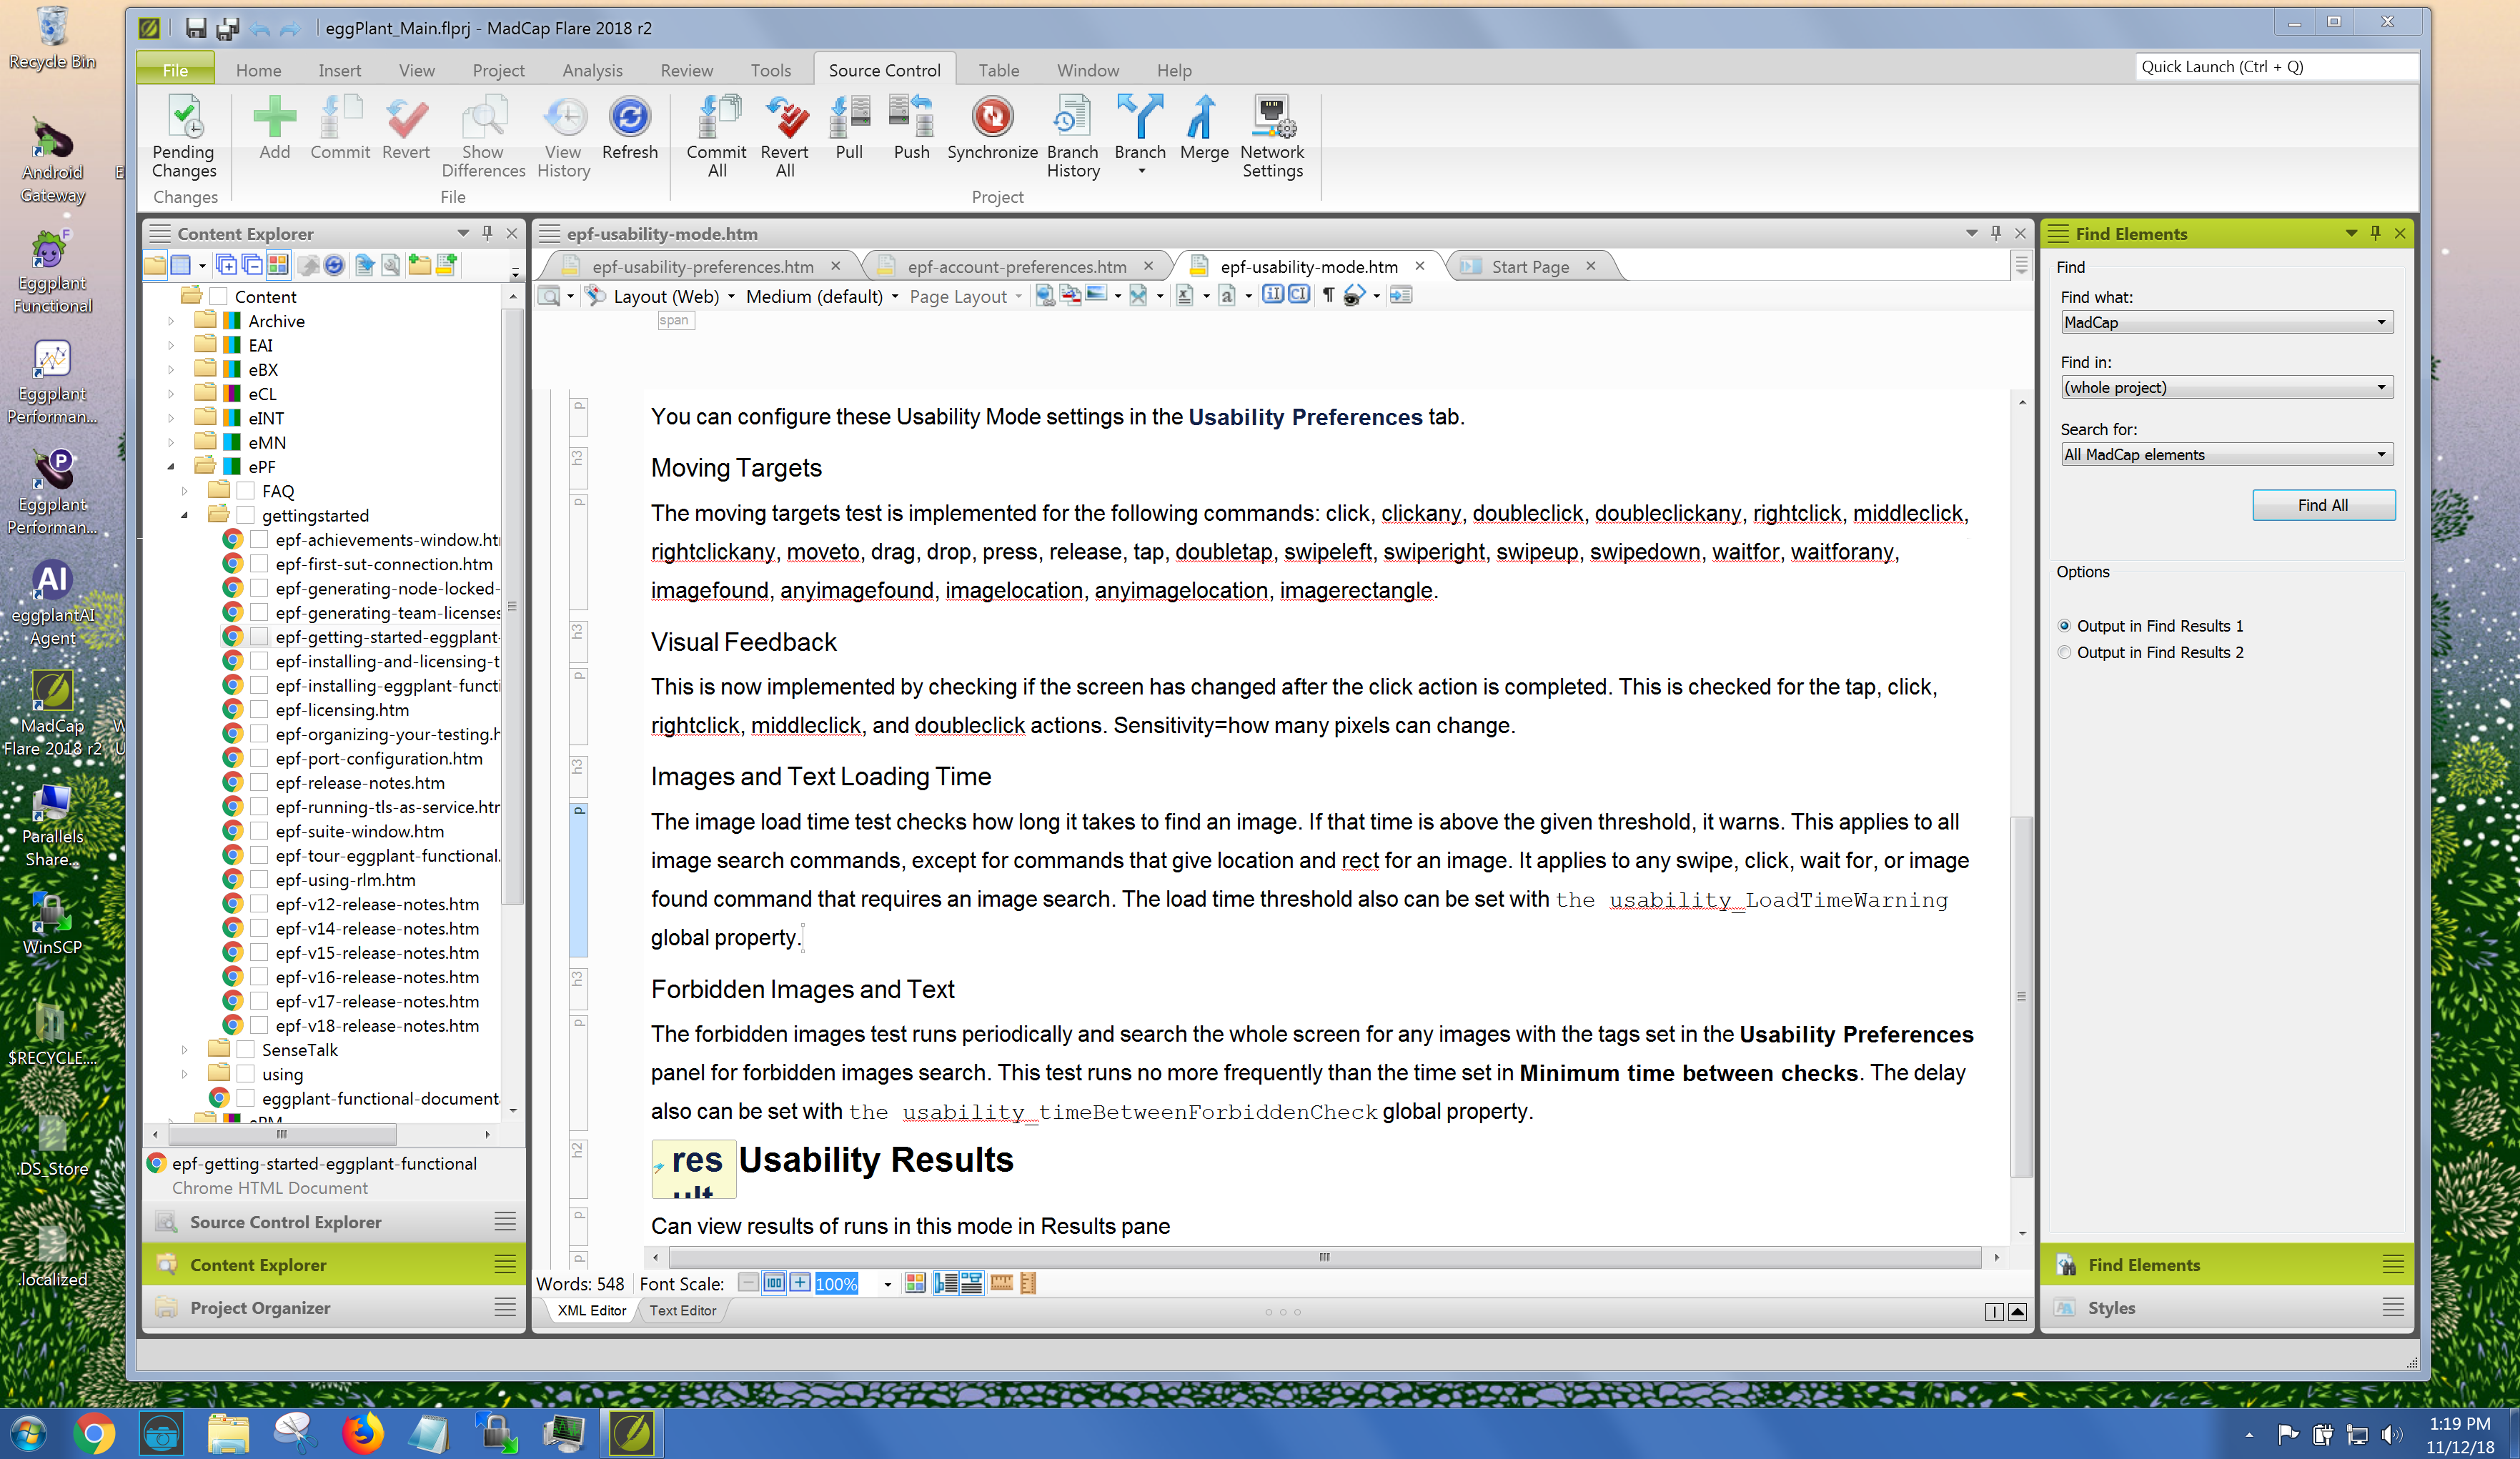 Recycle Bin
Android
Gateway
Eggplant
Functional
Eggplant
Performan...
Eggplant
Performan...
eggplantAI
Agent
MadCap
Flare 2018 r2
Parallels
Share...
WinSCP
$RECYCLE....
.DS_Store
.localized
eggPlant_Main.flprj - MadCap Flare 2018 r2
File Home Insert View Project Analysis Review Tools Source Control Table Window Help
Quick Launch (Ctrl + Q)
Pending
Changes
Add
Commit
Revert
Show
Differences
View
History
Refresh
Commit
All
Revert
All
Pull
Push
Synchronize
Branch
History
Branch
Merge
Network
Settings
Changes
File
Project
Content Explorer
Content
Archive
EAI
eBX
eCL
eINT
eMN
ePF
FAQ
gettingstarted
epf-achievements-window.htr
epf-first-sut-connection.htm
epf-generating-node-locked-
epf-generating-team-licenses
epf-getting-started-eggplant-
epf-installing-and-licensing-t
epf-installing-eggplant-functi
epf-licensing.htm
epf-organizing-your-testing.h
epf-port-configuration.htm
epf-release-notes.htm
epf-running-tls-as-service.htr
epf-suite-window.htm
epf-tour-eggplant-functional.
epf-using-rlm.htm
epf-v12-release-notes.htm
epf-v14-release-notes.htm
epf-v15-release-notes.htm
epf-v16-release-notes.htm
epf-v17-release-notes.htm
epf-v18-release-notes.htm
SenseTalk
using
eggplant-functional-document
ePM
epf-getting-started-eggplant-functional
Chrome HTML Document
Source Control Explorer
Content Explorer
Project Organizer
epf-usability-mode.htm
epf-usability-preferences.htm
epf-account-preferences.htm
epf-usability-mode.htm
Start Page
Layout (Web) Medium (default) Page Layout
span
p
You can configure these Usability Mode settings in the Usability Preferences tab.
h3
Moving Targets
p
The moving targets test is implemented for the following commands: click, clickany, doubleclick, doubleclickany, rightclick, middleclick,
rightclickany, moveto, drag, drop, press, release, tap, doubletap, swipeleft, swiperight, swipeup, swipedown, waitfor, waitforany,
imagefound, anyimagefound, imagelocation, anyimagelocation, imagerectangle.
h3
Visual Feedback
p
This is now implemented by checking if the screen has changed after the click action is completed. This is checked for the tap, click,
rightclick, middleclick, and doubleclick actions. Sensitivity=how many pixels can change.
h3
Images and Text Loading Time
p
The image load time test checks how long it takes to find an image. If that time is above the given threshold, it warns. This applies to all
image search commands, except for commands that give location and rect for an image. It applies to any swipe, click, wait for, or image
found command that requires an image search. The load time threshold also can be set with the usability_LoadTimeWarning
global property.
h3
Forbidden Images and Text
p
The forbidden images test runs periodically and search the whole screen for any images with the tags set in the Usability Preferences
panel for forbidden images search. This test runs no more frequently than the time set in Minimum time between checks. The delay
also can be set with the usability_timeBetweenForbiddenCheck global property.
h2
res
ult
Usability Results
p
Can view results of runs in this mode in Results pane
p
Words: 548 Font Scale: 100 100%
XML Editor Text Editor
Find Elements
Find
Find what:
MadCap
Find in:
(whole project)
Search for:
All MadCap elements
Find All
Options
Output in Find Results 1
Output in Find Results 2
Find Elements
Styles
1:19 PM
11/12/18